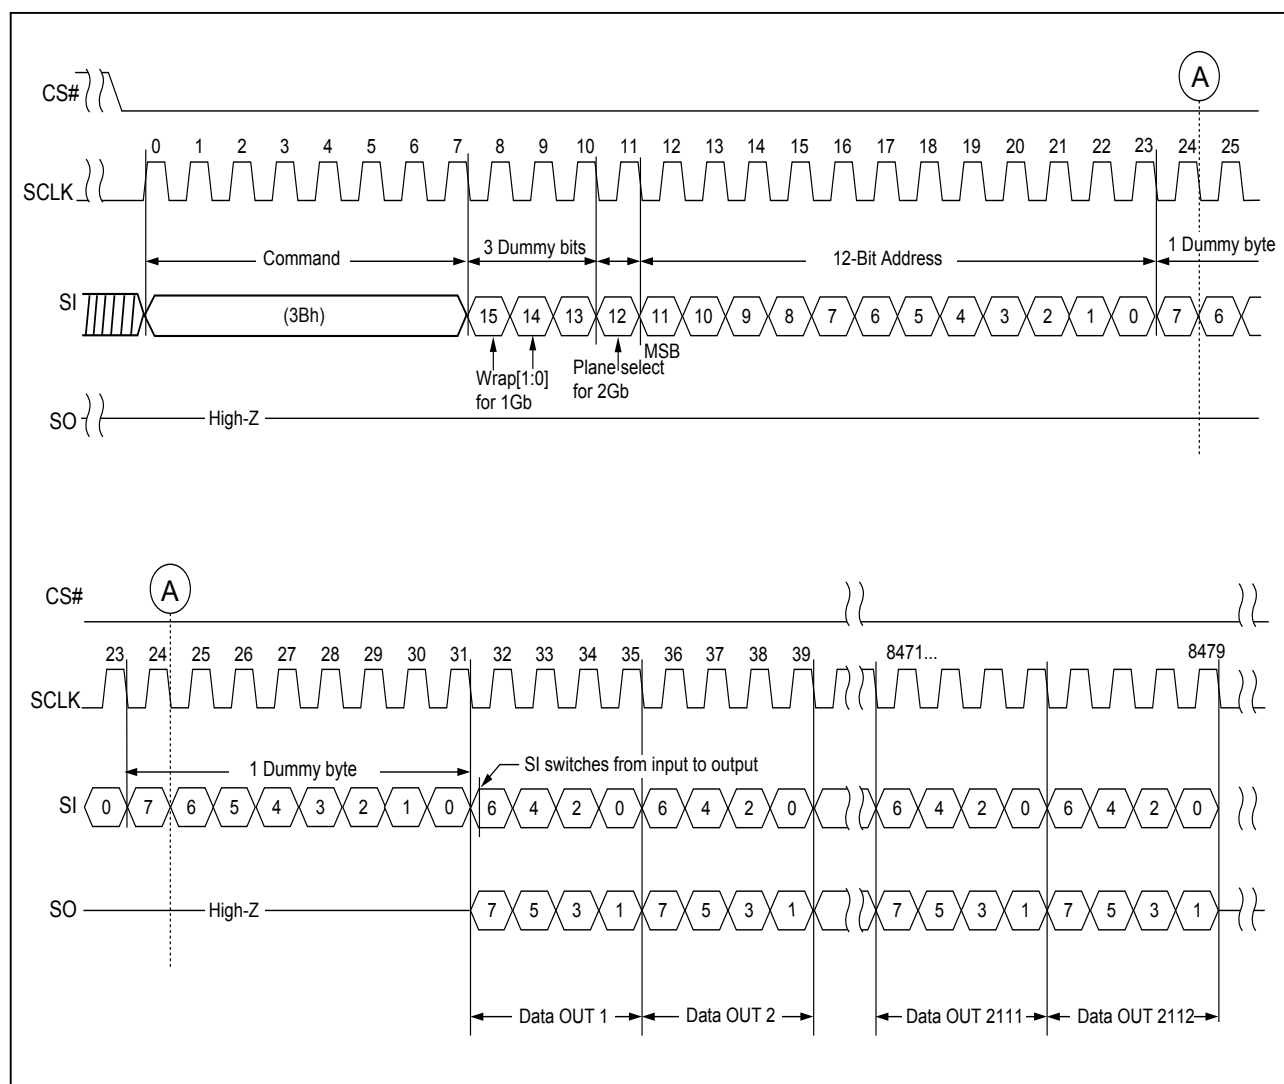 A
CS#
0 1 2 3 4 5 6 7 8 9 10 11 12 13 14 15 16 17 18 19 20 21 22 23 24 25
SCLK
Command 3 Dummy bits 12-Bit Address 1 Dummy byte
SI (3Bh) 15 14 13 12 11 10 9 8 7 6 5 4 3 2 1 0 7 6
MSB
Wrap[1:0]
for 1Gb
Plane select
for 2Gb
SO High-Z
A
CS#
23 24 25 26 27 28 29 30 31 32 33 34 35 36 37 38 39 8471... 8479
SCLK
1 Dummy byte SI switches from input to output
SI 0 7 6 5 4 3 2 1 0 6 4 2 0 6 4 2 0 6 4 2 0 6 4 2 0
SO High-Z 7 5 3 1 7 5 3 1 7 5 3 1 7 5 3 1
Data OUT 1 Data OUT 2 Data OUT 2111 Data OUT 2112